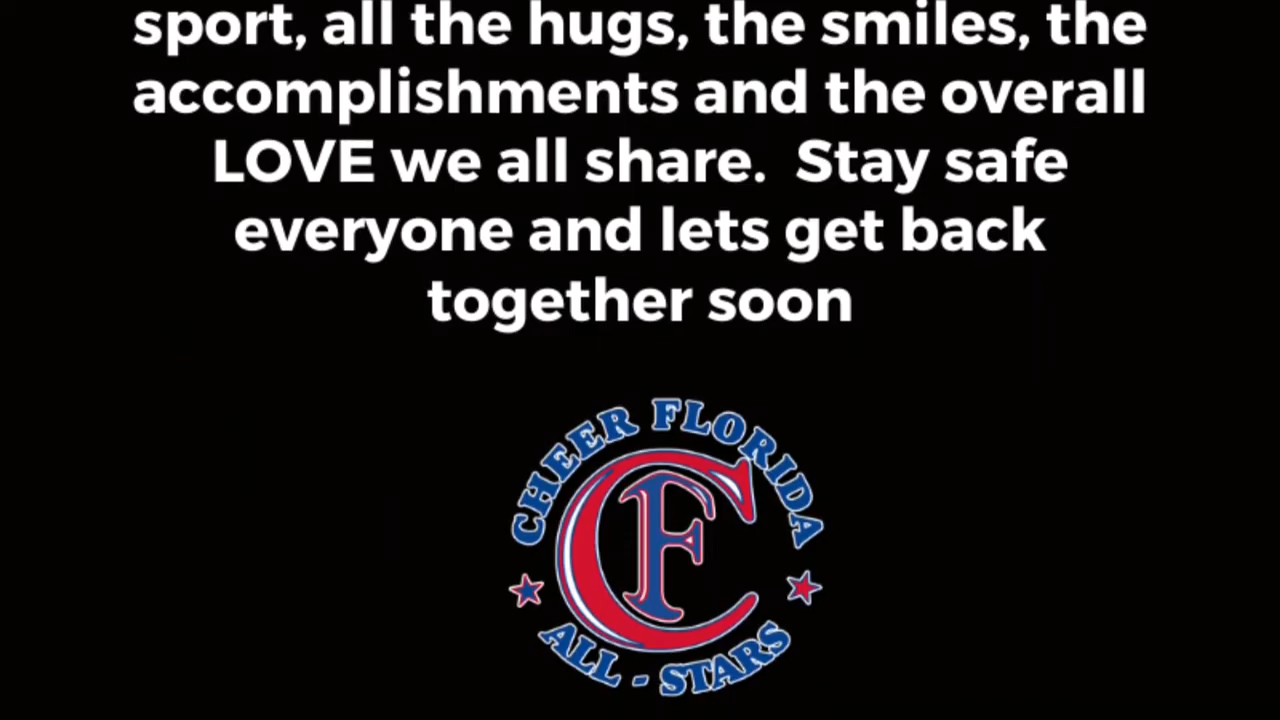 sport, all the hugs, the smiles, the
accomplishments and the overall
LOVE we all share.  Stay safe
everyone and lets get back
together soon
CHEER FLORIDA
CF
ALL - STARS